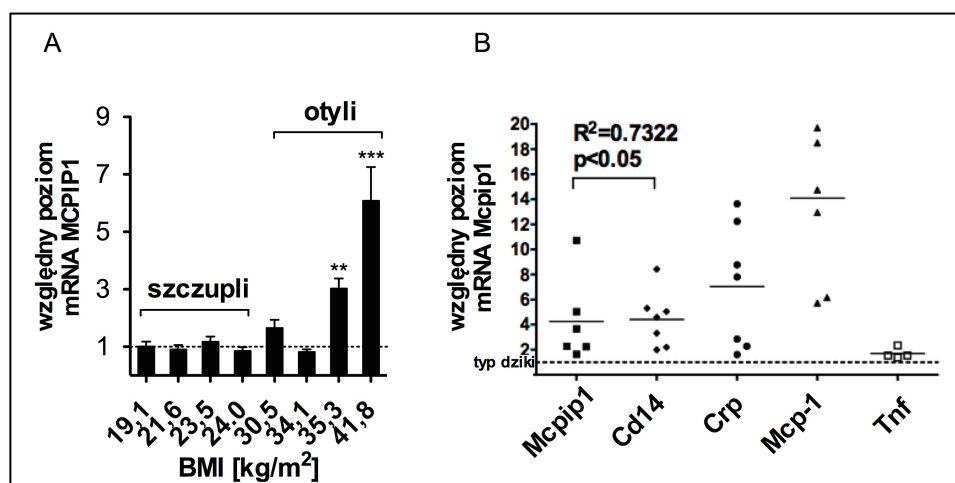 A
względny poziom
mRNA MCPIP1
9
7
5
3
1
szczupli
otyli
**
***
19,1
21,6
23,5
24.0
30,5
34,1
35,3
41,8
BMI [kg/m²]
B
względny poziom
mRNA Mcpip1
20
18
16
14
12
10
8
6
4
2
typ dziki
R²=0.7322
p<0.05
Mcpip1
Cd14
Crp
Mcp-1
Tnf